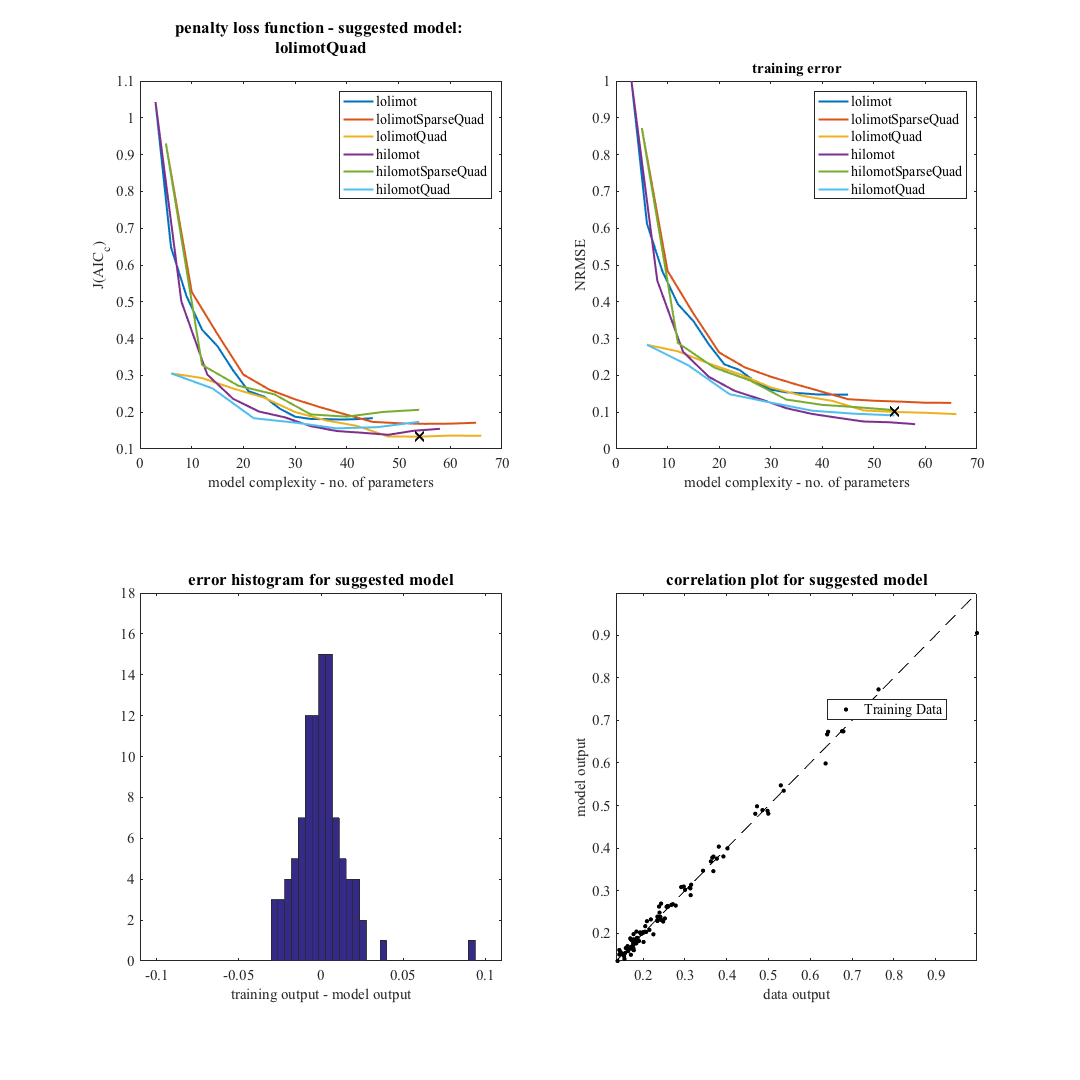 penalty loss function - suggested model:
lolimotQuad
1.1
1
0.9
0.8
0.7
0.6
0.5
0.4
0.3
0.2
0.1
J(AICc)
lolimot
lolimotSparseQuad
lolimotQuad
hilomot
hilomotSparseQuad
hilomotQuad
0 10 20 30 40 50 60 70
model complexity - no. of parameters
training error
1
0.9
0.8
0.7
0.6
0.5
0.4
0.3
0.2
0.1
0
NRMSE
lolimot
lolimotSparseQuad
lolimotQuad
hilomot
hilomotSparseQuad
hilomotQuad
0 10 20 30 40 50 60 70
model complexity - no. of parameters
error histogram for suggested model
18
16
14
12
10
8
6
4
2
0
-0.1 -0.05 0 0.05 0.1
training output - model output
correlation plot for suggested model
0.9
0.8
0.7
0.6
0.5
0.4
0.3
0.2
model output
Training Data
0.2 0.3 0.4 0.5 0.6 0.7 0.8 0.9
data output